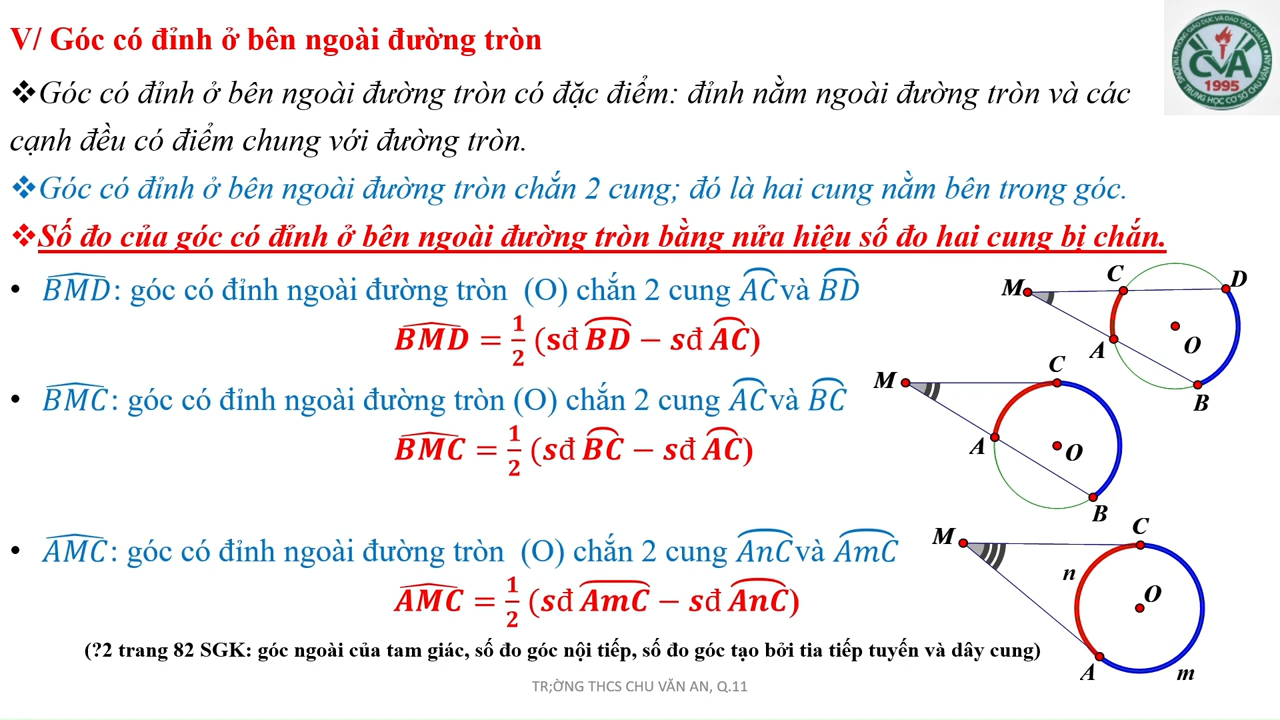 V/ Góc có đỉnh ở bên ngoài đường tròn
❖Góc có đỉnh ở bên ngoài đường tròn có đặc điểm: đỉnh nằm ngoài đường tròn và các
cạnh đều có điểm chung với đường tròn.
❖Góc có đỉnh ở bên ngoài đường tròn chắn 2 cung; đó là hai cung nằm bên trong góc.
❖Số đo của góc có đỉnh ở bên ngoài đường tròn bằng nửa hiệu số đo hai cung bị chắn.
• BMD: góc có đỉnh ngoài đường tròn (O) chắn 2 cung AC và BD
BMD = 1/2 (sđ BD − sđ AC)
• BMC: góc có đỉnh ngoài đường tròn (O) chắn 2 cung AC và BC
BMC = 1/2 (sđ BC − sđ AC)
• AMC: góc có đỉnh ngoài đường tròn (O) chắn 2 cung AnC và AmC
AMC = 1/2 (sđ AmC − sđ AnC)
(?2 trang 82 SGK: góc ngoài của tam giác, số đo góc nội tiếp, số đo góc tạo bởi tia tiếp tuyến và dây cung)
TR;ỜNG THCS CHU VĂN AN, Q.11
CVA
1995
M C D
A O
B
M C
A O
B
M C
n O
A m